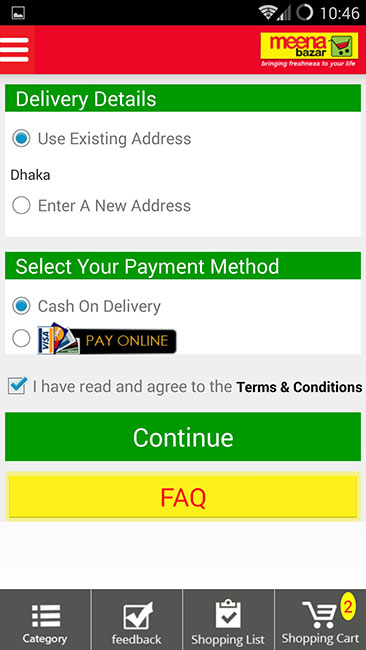 10:46
meena
bazar
bringing freshness to your life
Delivery Details
Use Existing Address
Dhaka
Enter A New Address
Select Your Payment Method
Cash On Delivery
VISA PAY ONLINE
I have read and agree to the Terms & Conditions
Continue
FAQ
2
Category feedback Shopping List Shopping Cart